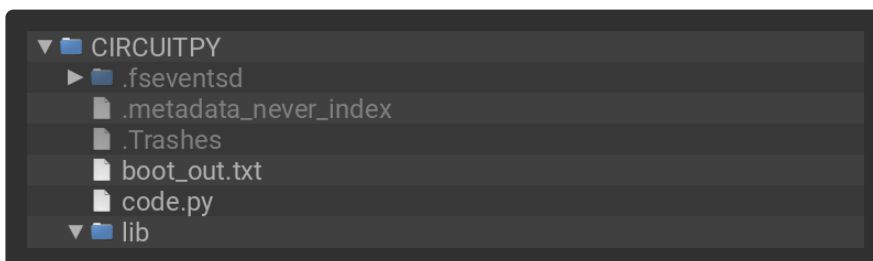 CIRCUITPY
.fseventsd
.metadata_never_index
.Trashes
boot_out.txt
code.py
lib